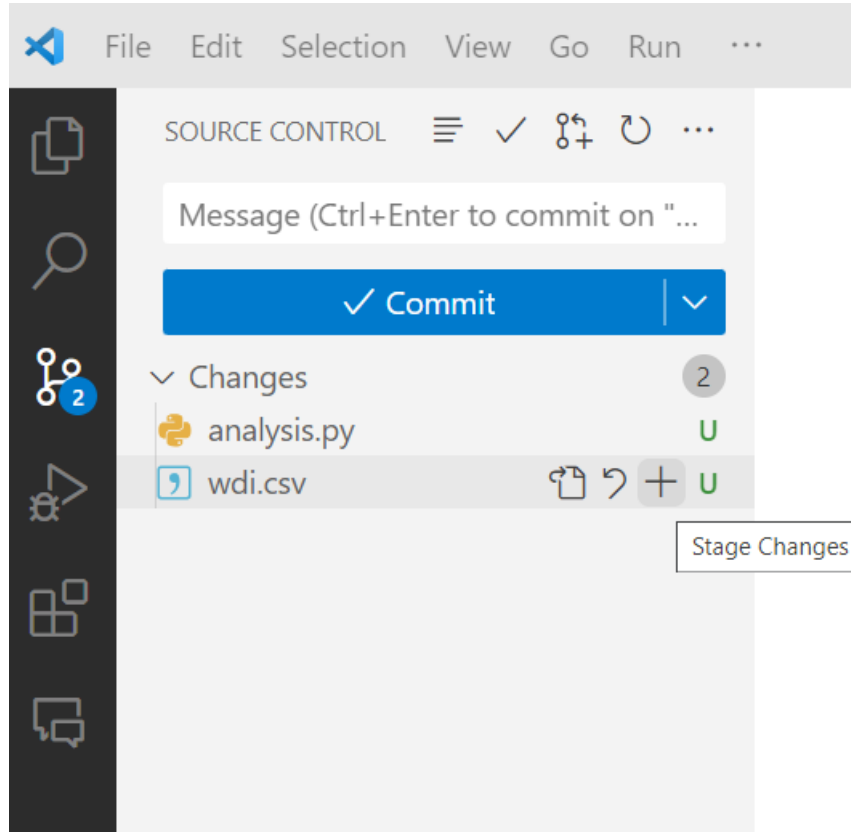 File Edit Selection View Go Run ...
SOURCE CONTROL ...
Message (Ctrl+Enter to commit on "...
Commit
Changes 2
2
analysis.py U
wdi.csv U
Stage Changes